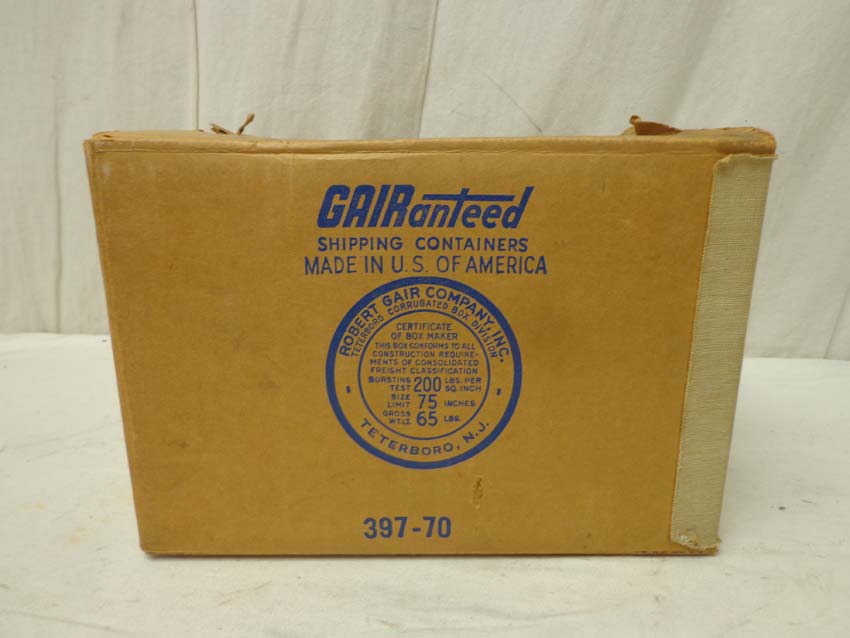 GAIRanteed
SHIPPING CONTAINERS
MADE IN U.S. OF AMERICA
ROBERT GAIR COMPANY, INC.
TETERBORO CORRUGATED BOX DIVISION
CERTIFICATE
OF BOX MAKER
THIS BOX CONFORMS TO ALL
CONSTRUCTION REQUIRE-
MENTS OF CONSOLIDATED
FREIGHT CLASSIFICATION
BURSTING TEST 200 LBS. PER SQ. INCH
SIZE LIMIT 75 INCHES
GROSS WT. LT. 65 LBS.
TETERBORO, N.J.
397-70